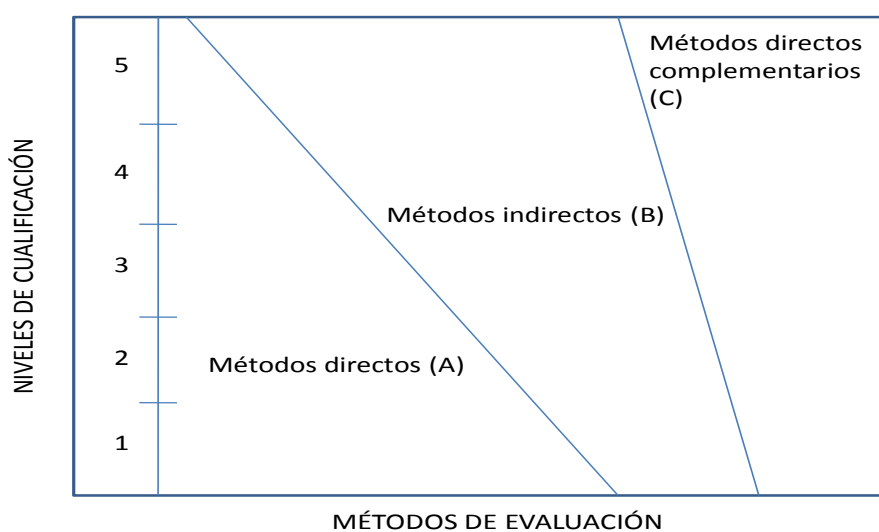 Métodos directos
complementarios
(C)
5
4
Métodos indirectos (B)
3
2
Métodos directos (A)
1
NIVELES DE CUALIFICACIÓN
MÉTODOS DE EVALUACIÓN